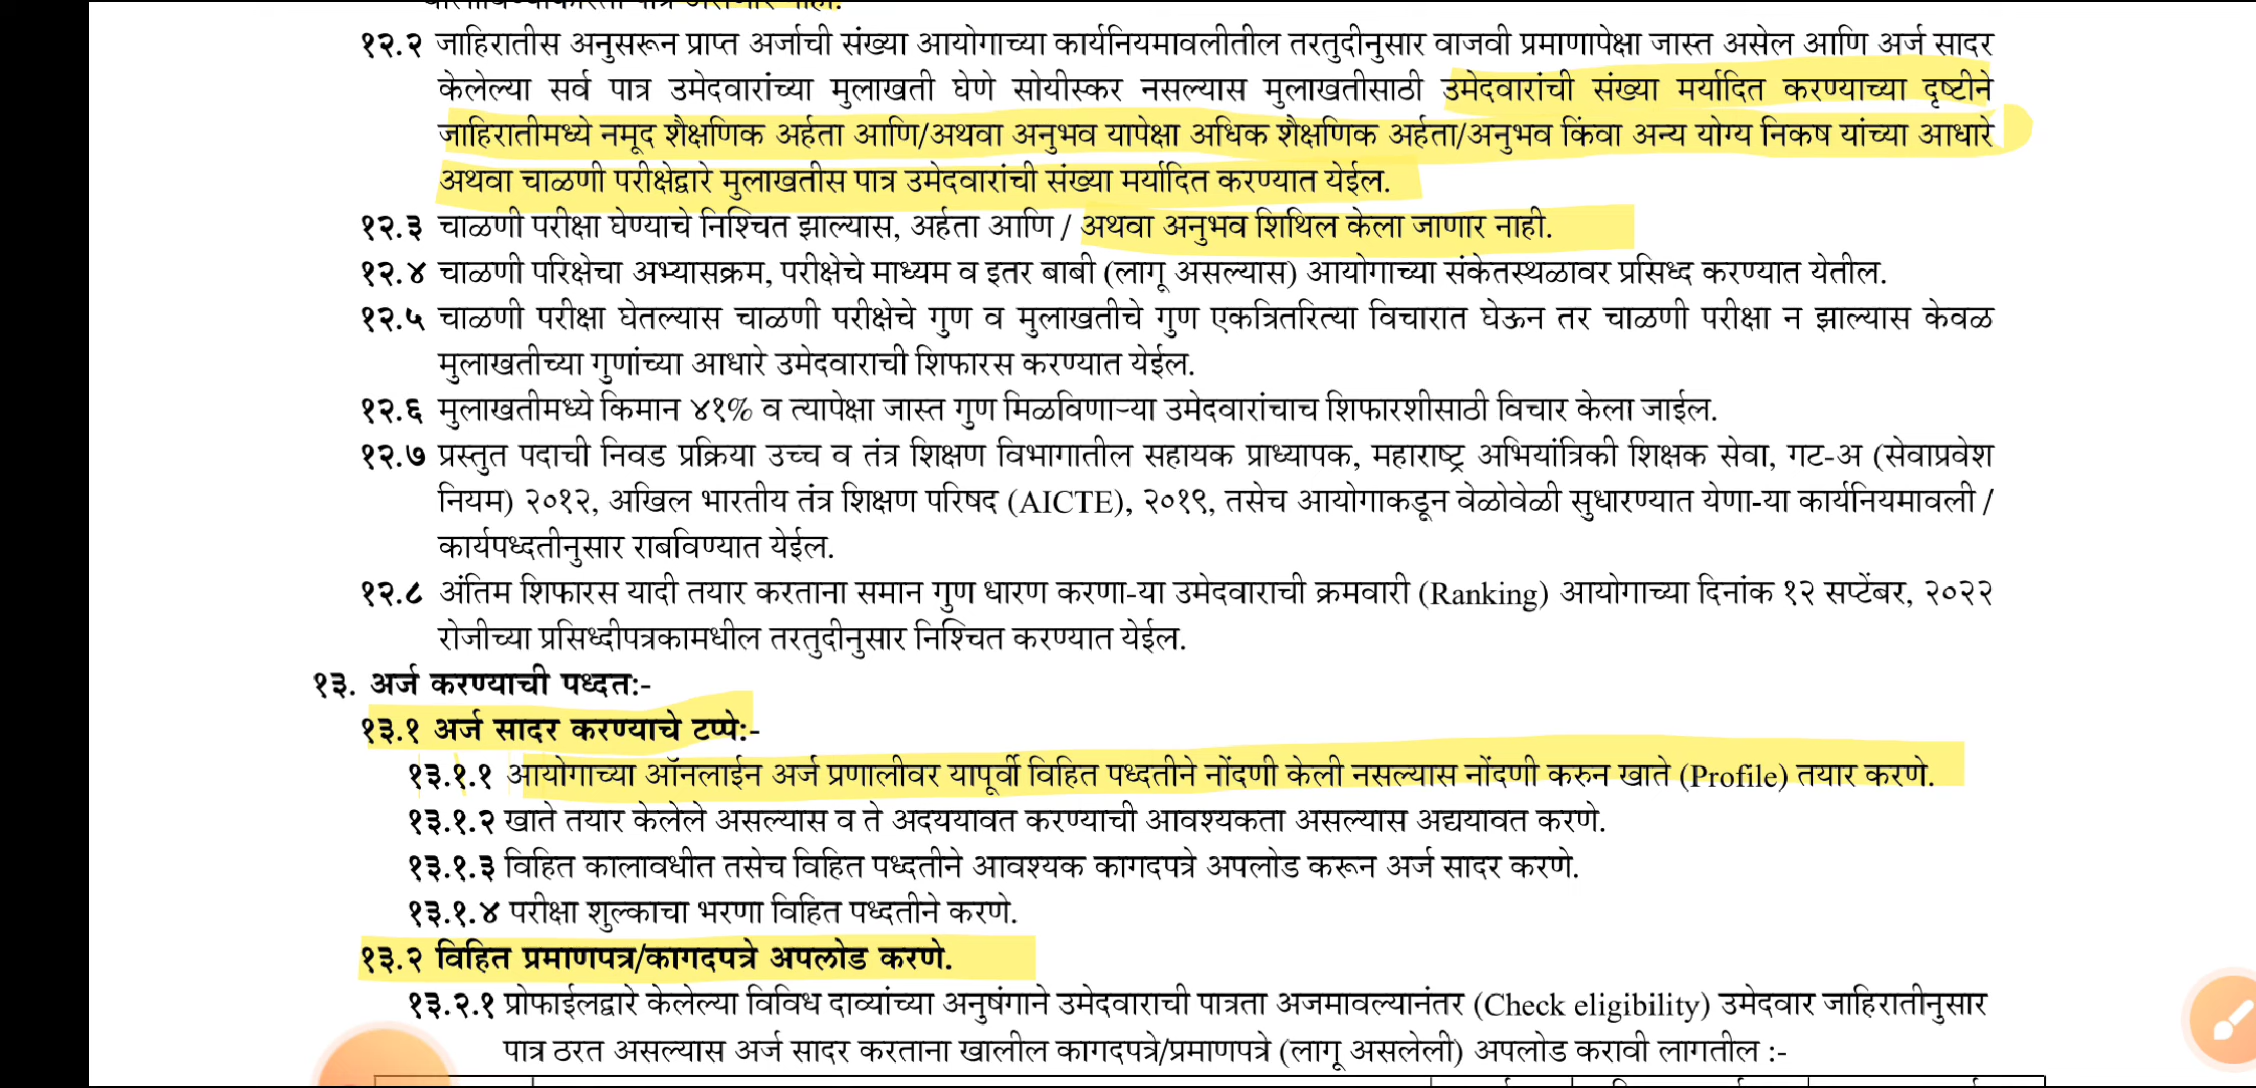 १२.२ जाहिरातीस अनुसरून प्राप्त अर्जाची संख्या आयोगाच्या कार्यनियमावलीतील तरतुदीनुसार वाजवी प्रमाणापेक्षा जास्त असेल आणि अर्ज सादर
केलेल्या सर्व पात्र उमेदवारांच्या मुलाखती घेणे सोयीस्कर नसल्यास मुलाखतीसाठी उमेदवारांची संख्या मर्यादित करण्याच्या दृष्टीने
जाहिरातीमध्ये नमूद शैक्षणिक अर्हता आणि/अथवा अनुभव यापेक्षा अधिक शैक्षणिक अर्हता/अनुभव किंवा अन्य योग्य निकष यांच्या आधारे
अथवा चाळणी परीक्षेद्वारे मुलाखतीस पात्र उमेदवारांची संख्या मर्यादित करण्यात येईल.
१२.३ चाळणी परीक्षा घेण्याचे निश्चित झाल्यास, अर्हता आणि / अथवा अनुभव शिथिल केला जाणार नाही.
१२.४ चाळणी परिक्षेचा अभ्यासक्रम, परीक्षेचे माध्यम व इतर बाबी (लागू असल्यास) आयोगाच्या संकेतस्थळावर प्रसिध्द करण्यात येतील.
१२.५ चाळणी परीक्षा घेतल्यास चाळणी परीक्षेचे गुण व मुलाखतीचे गुण एकत्रितरित्या विचारात घेऊन तर चाळणी परीक्षा न झाल्यास केवळ
मुलाखतीच्या गुणांच्या आधारे उमेदवाराची शिफारस करण्यात येईल.
१२.६ मुलाखतीमध्ये किमान ४१% व त्यापेक्षा जास्त गुण मिळविणाऱ्या उमेदवारांचाच शिफारशीसाठी विचार केला जाईल.
१२.७ प्रस्तुत पदाची निवड प्रक्रिया उच्च व तंत्र शिक्षण विभागातील सहायक प्राध्यापक, महाराष्ट्र अभियांत्रिकी शिक्षक सेवा, गट-अ (सेवाप्रवेश
नियम) २०१२, अखिल भारतीय तंत्र शिक्षण परिषद (AICTE), २०१९, तसेच आयोगाकडून वेळोवेळी सुधारण्यात येणा-या कार्यनियमावली /
कार्यपध्दतीनुसार राबविण्यात येईल.
१२.८ अंतिम शिफारस यादी तयार करताना समान गुण धारण करणा-या उमेदवाराची क्रमवारी (Ranking) आयोगाच्या दिनांक १२ सप्टेंबर, २०२२
रोजीच्या प्रसिध्दीपत्रकामधील तरतुदीनुसार निश्चित करण्यात येईल.
१३. अर्ज करण्याची पध्दत:-
१३.१ अर्ज सादर करण्याचे टप्पे:-
१३.१.१ आयोगाच्या ऑनलाईन अर्ज प्रणालीवर यापूर्वी विहित पध्दतीने नोंदणी केली नसल्यास नोंदणी करुन खाते (Profile) तयार करणे.
१३.१.२ खाते तयार केलेले असल्यास व ते अदययावत करण्याची आवश्यकता असल्यास अद्ययावत करणे.
१३.१.३ विहित कालावधीत तसेच विहित पध्दतीने आवश्यक कागदपत्रे अपलोड करून अर्ज सादर करणे.
१३.१.४ परीक्षा शुल्काचा भरणा विहित पध्दतीने करणे.
१३.२ विहित प्रमाणपत्र/कागदपत्रे अपलोड करणे.
१३.२.१ प्रोफाईलद्वारे केलेल्या विविध दाव्यांच्या अनुषंगाने उमेदवाराची पात्रता अजमावल्यानंतर (Check eligibility) उमेदवार जाहिरातीनुसार
पात्र ठरत असल्यास अर्ज सादर करताना खालील कागदपत्रे/प्रमाणपत्रे (लागू असलेली) अपलोड करावी लागतील :-